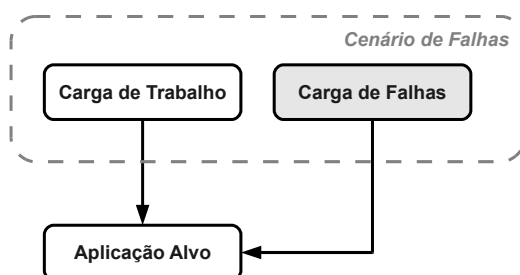 Cenário de Falhas
Carga de Trabalho
Carga de Falhas
Aplicação Alvo